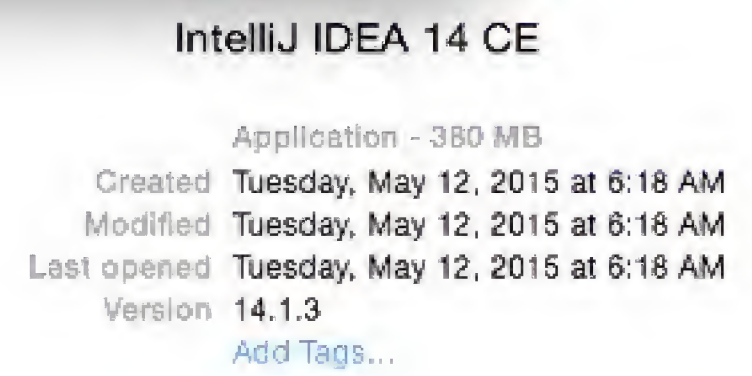 IntelliJ IDEA 14 CE
Application - 380 MB
Created Tuesday, May 12, 2015 at 6:18 AM
Modified Tuesday, May 12, 2015 at 6:18 AM
Last opened Tuesday, May 12, 2015 at 6:18 AM
Version 14.1.3
Add Tags...